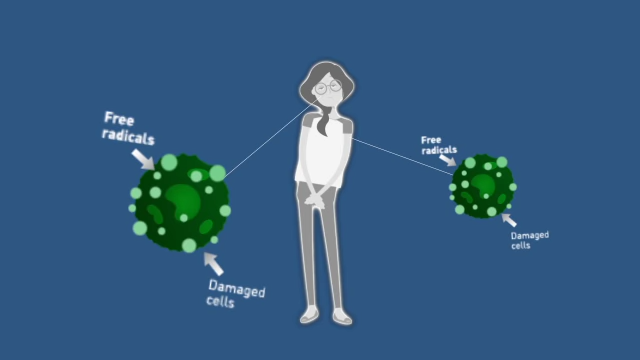 Free
radicals
Damaged
cells
Free
radicals
Damaged
cells